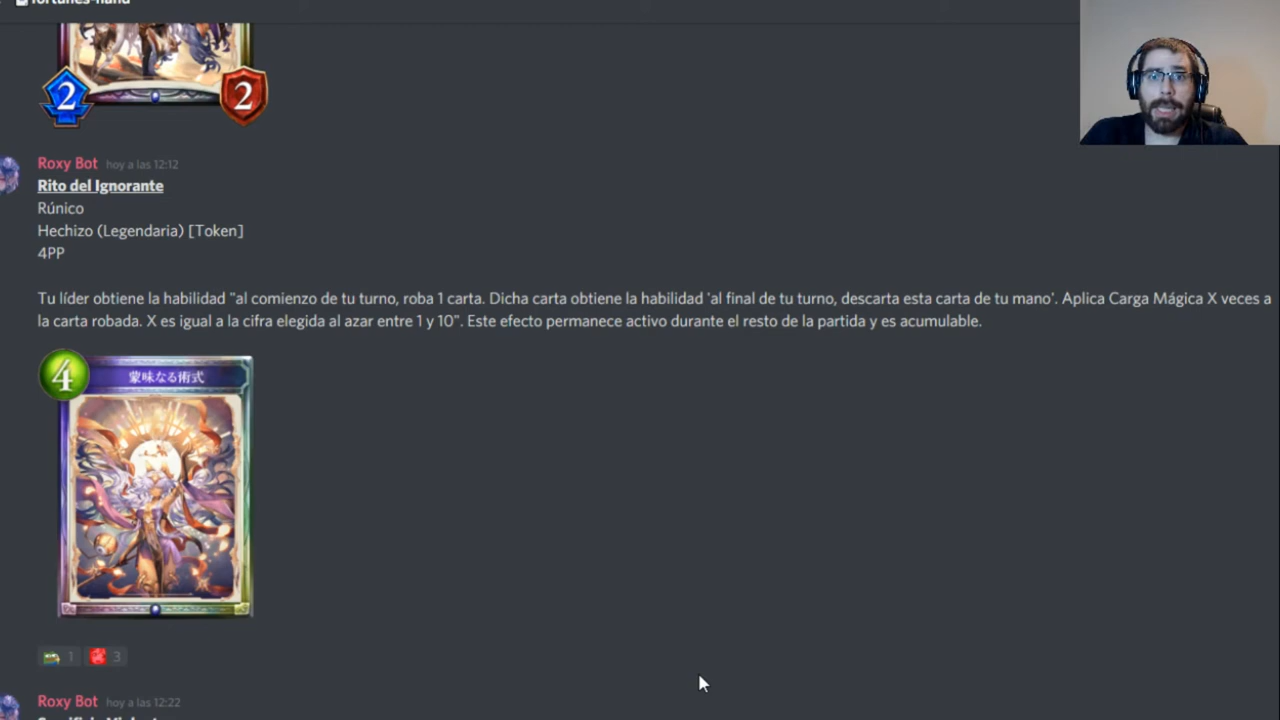 fortunes-hand
2
2
Roxy Bot hoy a las 12:12
Rito del Ignorante
Rúnico
Hechizo (Legendaria) [Token]
4PP
Tu líder obtiene la habilidad "al comienzo de tu turno, roba 1 carta. Dicha carta obtiene la habilidad 'al final de tu turno, descarta esta carta de tu mano'. Aplica Carga Mágica X veces a
la carta robada. X es igual a la cifra elegida al azar entre 1 y 10". Este efecto permanece activo durante el resto de la partida y es acumulable.
4
蒙昧なる術式
1
3
Roxy Bot hoy a las 12:22